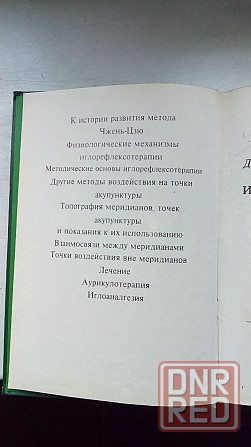 К истории развития метода
Чжень-Цзю
Физиологические механизмы
иглорефлексотерапии
Методические основы иглорефлексотерапии
Другие методы воздействия на точки
акупунктуры
Топография меридианов, точек
акупунктуры
и показания к их использованию
Взаимосвязи между меридианами
Точки воздействия вне меридианов
Лечение
Аурикулотерапия
Иглоаналгезия
Д
И
DNR
RED